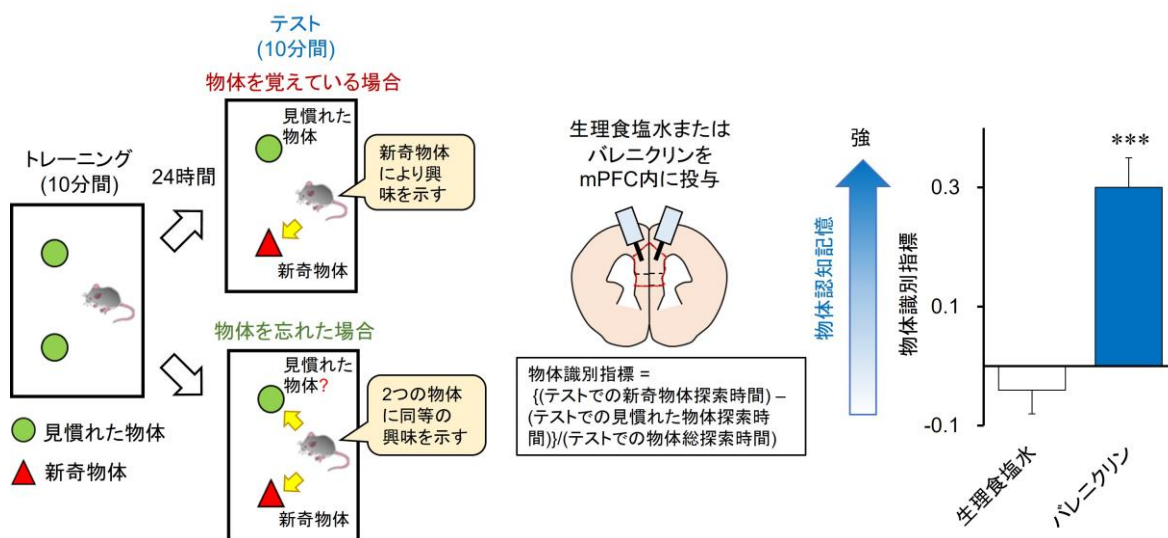 トレーニング
(10分間)
24時間
見慣れた物体
新奇物体
テスト
(10分間)
物体を覚えている場合
見慣れた
物体
新奇物体
により興
味を示す
新奇物体
物体を忘れた場合
見慣れた
物体?
2つの物体
に同等の
興味を示す
新奇物体
生理食塩水または
バレニクリンを
mPFC内に投与
物体識別指標 =
{(テストでの新奇物体探索時間) –
(テストでの見慣れた物体探索時
間)}/(テストでの物体総探索時間)
強
物体認知記憶
物体識別指標
0.3
0.1
-0.1
***
生理食塩水
バレニクリン